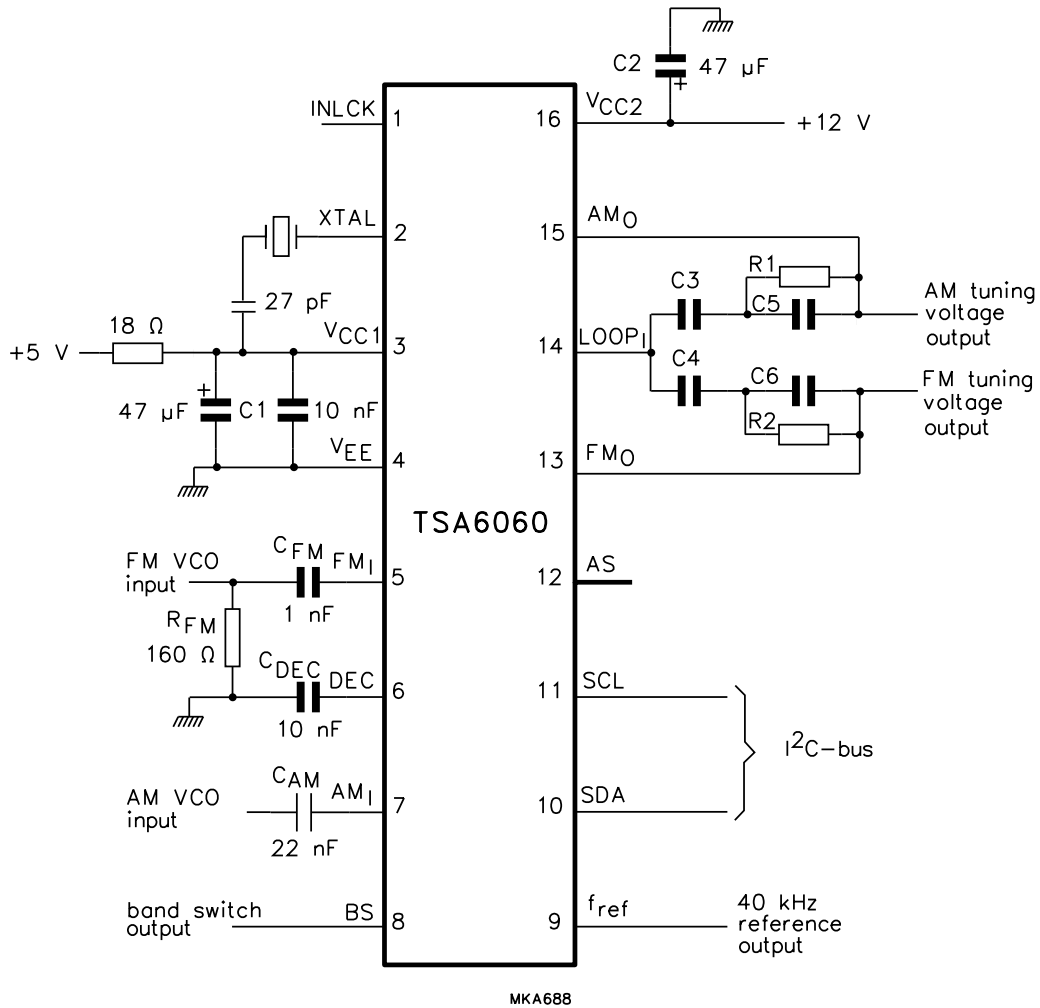 C2
47 µF
+
INLCK
1
16
VCC2
+12 V
XTAL
2
15
AMO
27 pF
R1
C3
C5
AM tuning
voltage
output
18 Ω
+5 V
VCC1
3
14
LOOPI
C4
C6
FM tuning
voltage
output
+
47 µF
C1
10 nF
R2
VEE
4
13
FMO
TSA6060
FM VCO
input
CFM
FMI
5
1 nF
12
AS
RFM
160 Ω
CDEC
DEC
6
10 nF
11
SCL
I2C-bus
AM VCO
input
CAM
AMI
7
22 nF
10
SDA
band switch
output
BS
8
9
fref
40 kHz
reference
output
MKA688